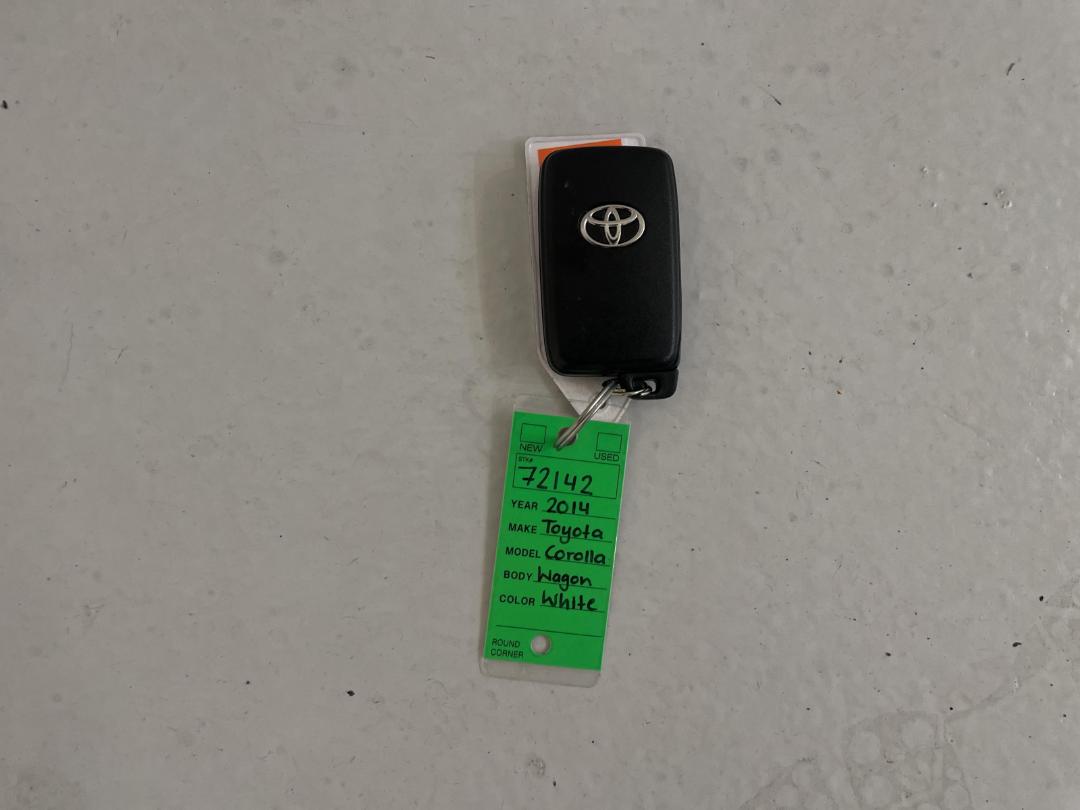 NEW USED
STK#
72142
YEAR 2014
MAKE Toyota
MODEL Corolla
BODY Wagon
COLOR White
ROUND
CORNER